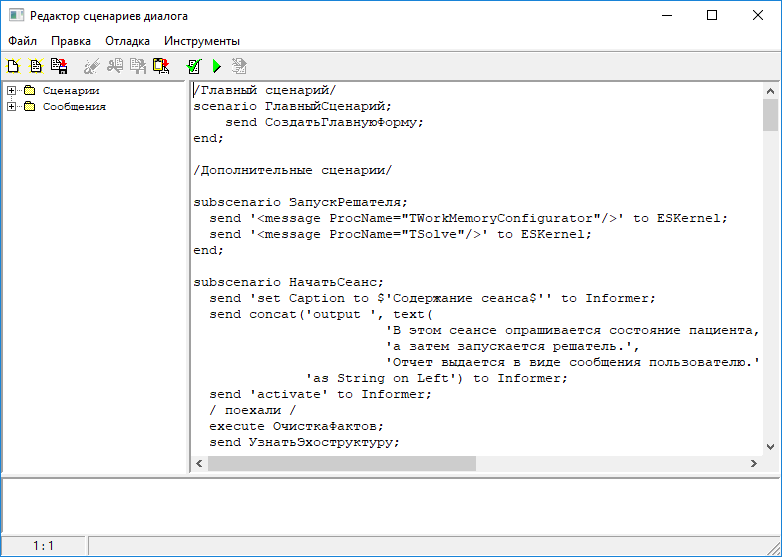 Редактор сценариев диалога
Файл Правка Отладка Инструменты
Сценарии
Сообщения
/Главный сценарий/
scenario ГлавныйСценарий;
    send СоздатьГлавнуюФорму;
end;
/Дополнительные сценарии/
subscenario ЗапускРешателя;
  send '<message ProcName="TWorkMemoryConfigurator"/>' to ESKernel;
  send '<message ProcName="TSolve"/>' to ESKernel;
end;
subscenario НачатьСеанс;
  send 'set Caption to $'Содержание сеанса$'' to Informer;
  send concat('output ', text(
                        'В этом сеансе опрашивается состояние пациента,
                        'а затем запускается решатель.',
                        'Отчет выдается в виде сообщения пользователю.'
              'as String on Left') to Informer;
  send 'activate' to Informer;
  / поехали /
  execute ОчисткаФактов;
  send УзнатьЭхоструктуру;
1:1